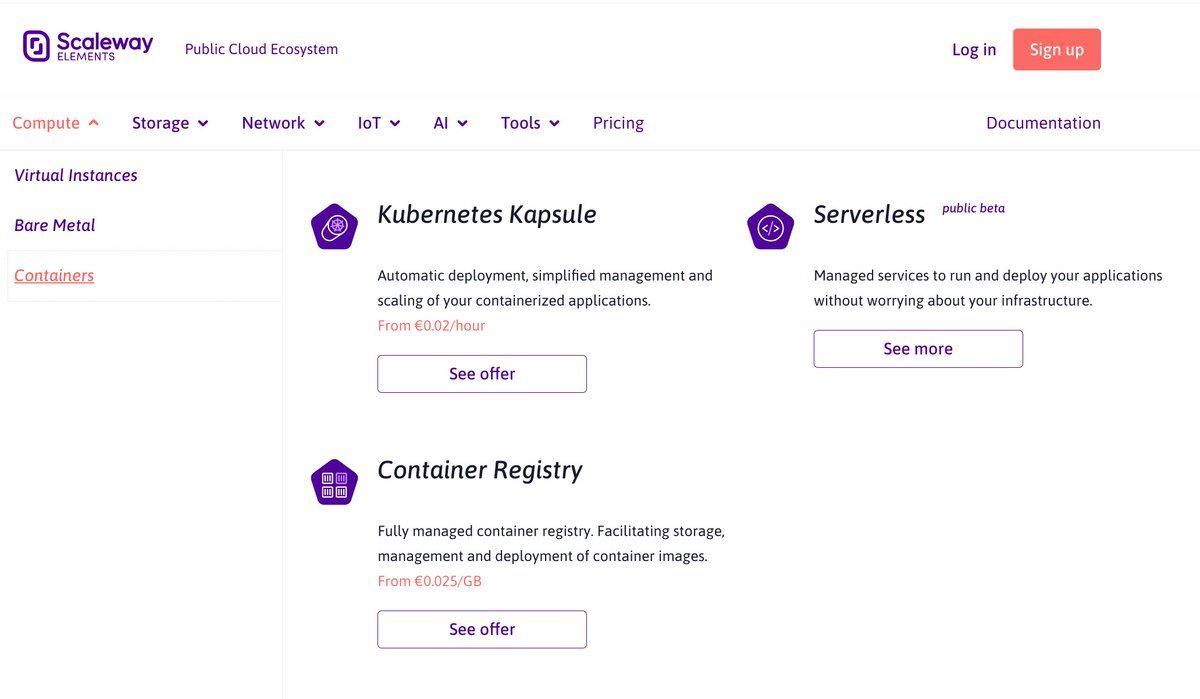 Scaleway
ELEMENTS
Public Cloud Ecosystem
Log in
Sign up
Compute
Storage
Network
IoT
AI
Tools
Pricing
Documentation
Virtual Instances
Bare Metal
Containers
Kubernetes Kapsule
Automatic deployment, simplified management and
scaling of your containerized applications.
From €0.02/hour
See offer
Serverless
public beta
Managed services to run and deploy your applications
without worrying about your infrastructure.
See more
Container Registry
Fully managed container registry. Facilitating storage,
management and deployment of container images.
From €0.025/GB
See offer